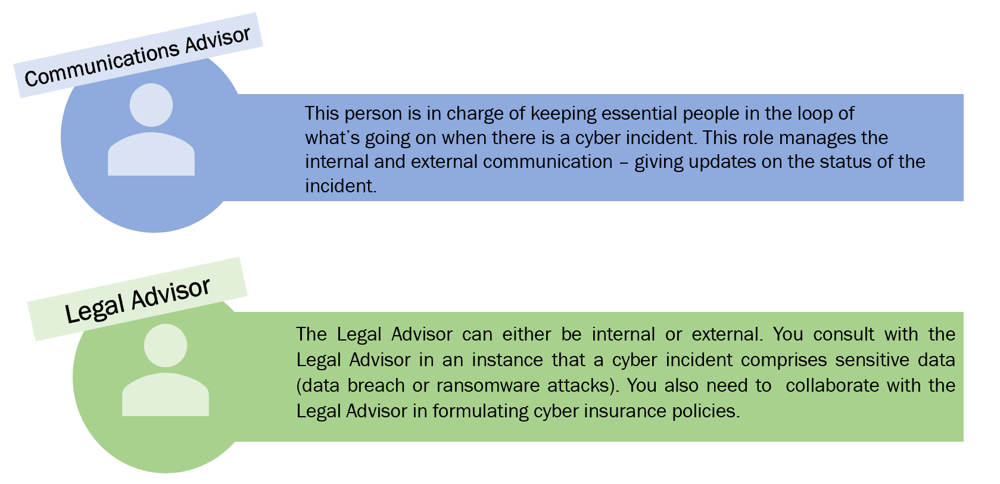 Communications Advisor
This person is in charge of keeping essential people in the loop of
what’s going on when there is a cyber incident. This role manages the
internal and external communication – giving updates on the status of the
incident.
Legal Advisor
The Legal Advisor can either be internal or external. You consult with the
Legal Advisor in an instance that a cyber incident comprises sensitive data
(data breach or ransomware attacks). You also need to  collaborate with the
Legal Advisor in formulating cyber insurance policies.